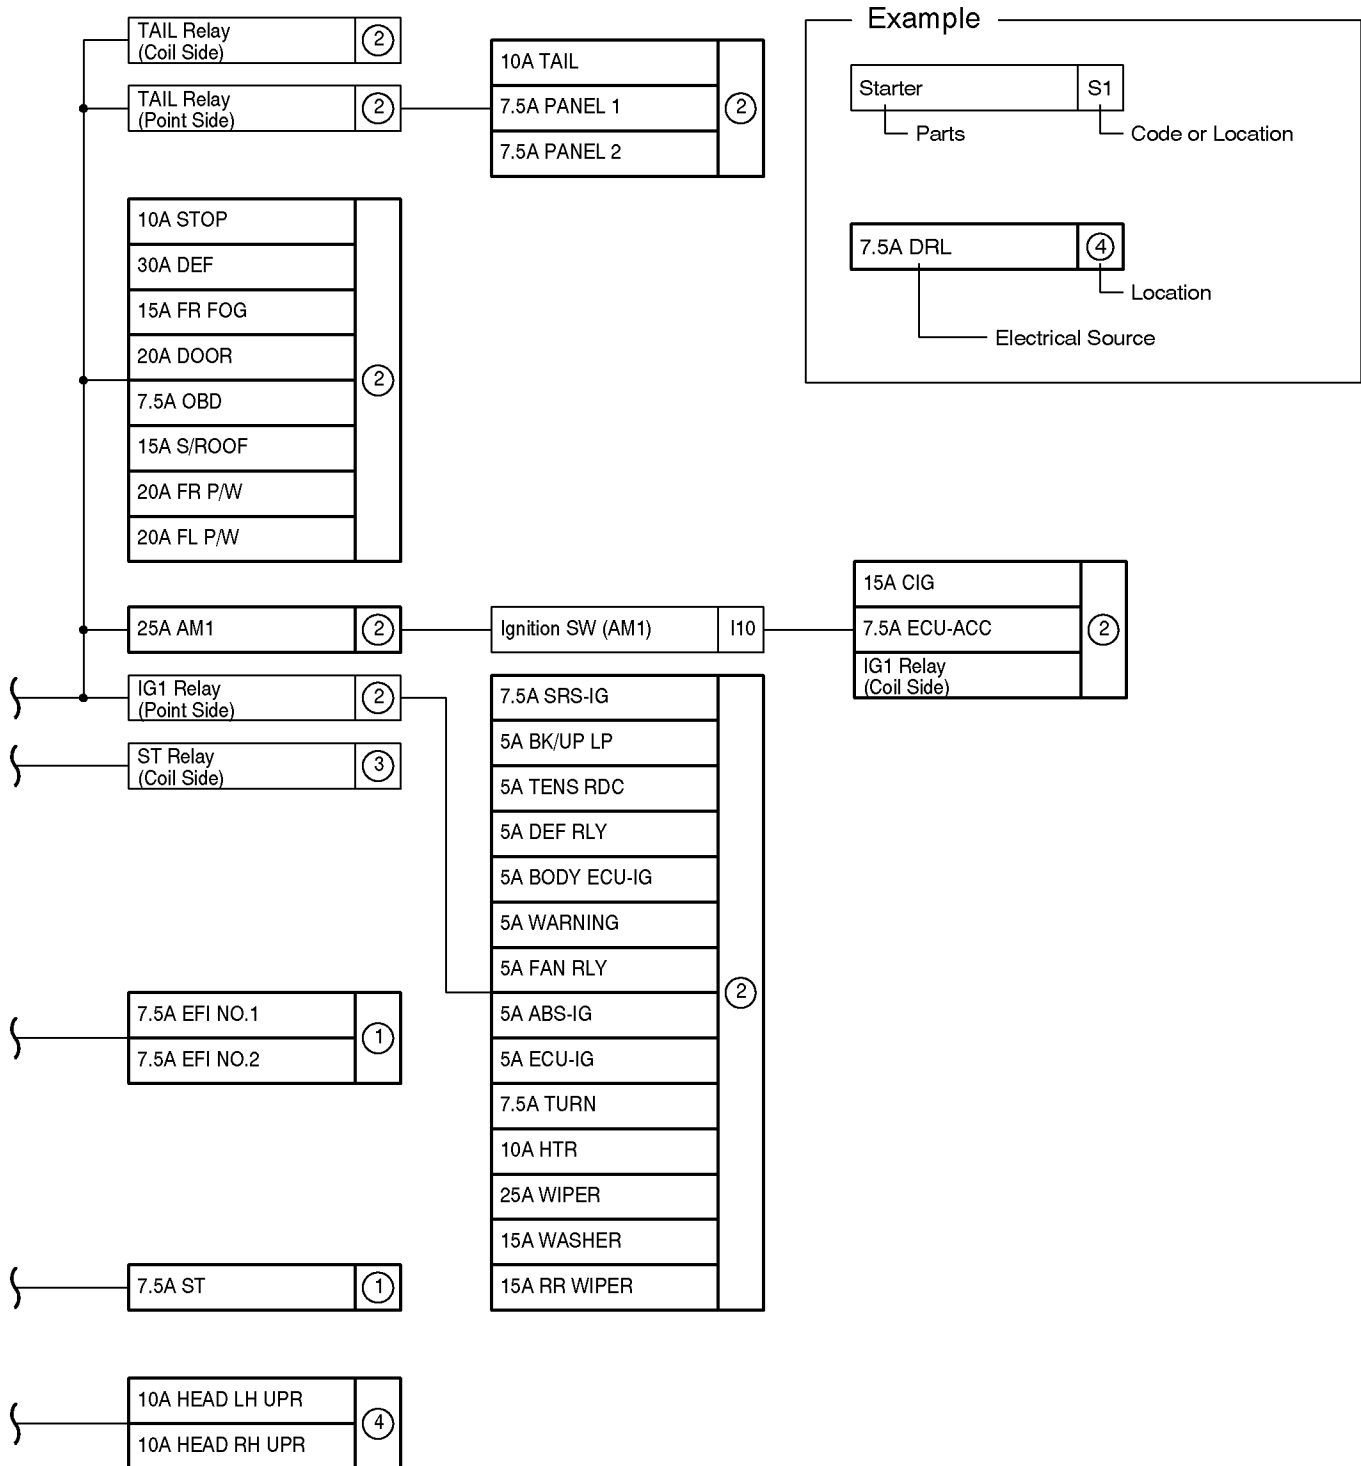 TAIL Relay
(Coil Side)
2
TAIL Relay
(Point Side)
2
10A TAIL
7.5A PANEL 1
7.5A PANEL 2
2
Example
Starter
S1
Parts
Code or Location
7.5A DRL
4
Location
Electrical Source
10A STOP
30A DEF
15A FR FOG
20A DOOR
7.5A OBD
15A S/ROOF
20A FR P/W
20A FL P/W
2
25A AM1
2
Ignition SW (AM1)
I10
15A CIG
7.5A ECU-ACC
IG1 Relay
(Coil Side)
2
IG1 Relay
(Point Side)
2
ST Relay
(Coil Side)
3
7.5A SRS-IG
5A BK/UP LP
5A TENS RDC
5A DEF RLY
5A BODY ECU-IG
5A WARNING
5A FAN RLY
5A ABS-IG
5A ECU-IG
7.5A TURN
10A HTR
25A WIPER
15A WASHER
15A RR WIPER
2
7.5A EFI NO.1
7.5A EFI NO.2
1
7.5A ST
1
10A HEAD LH UPR
10A HEAD RH UPR
4